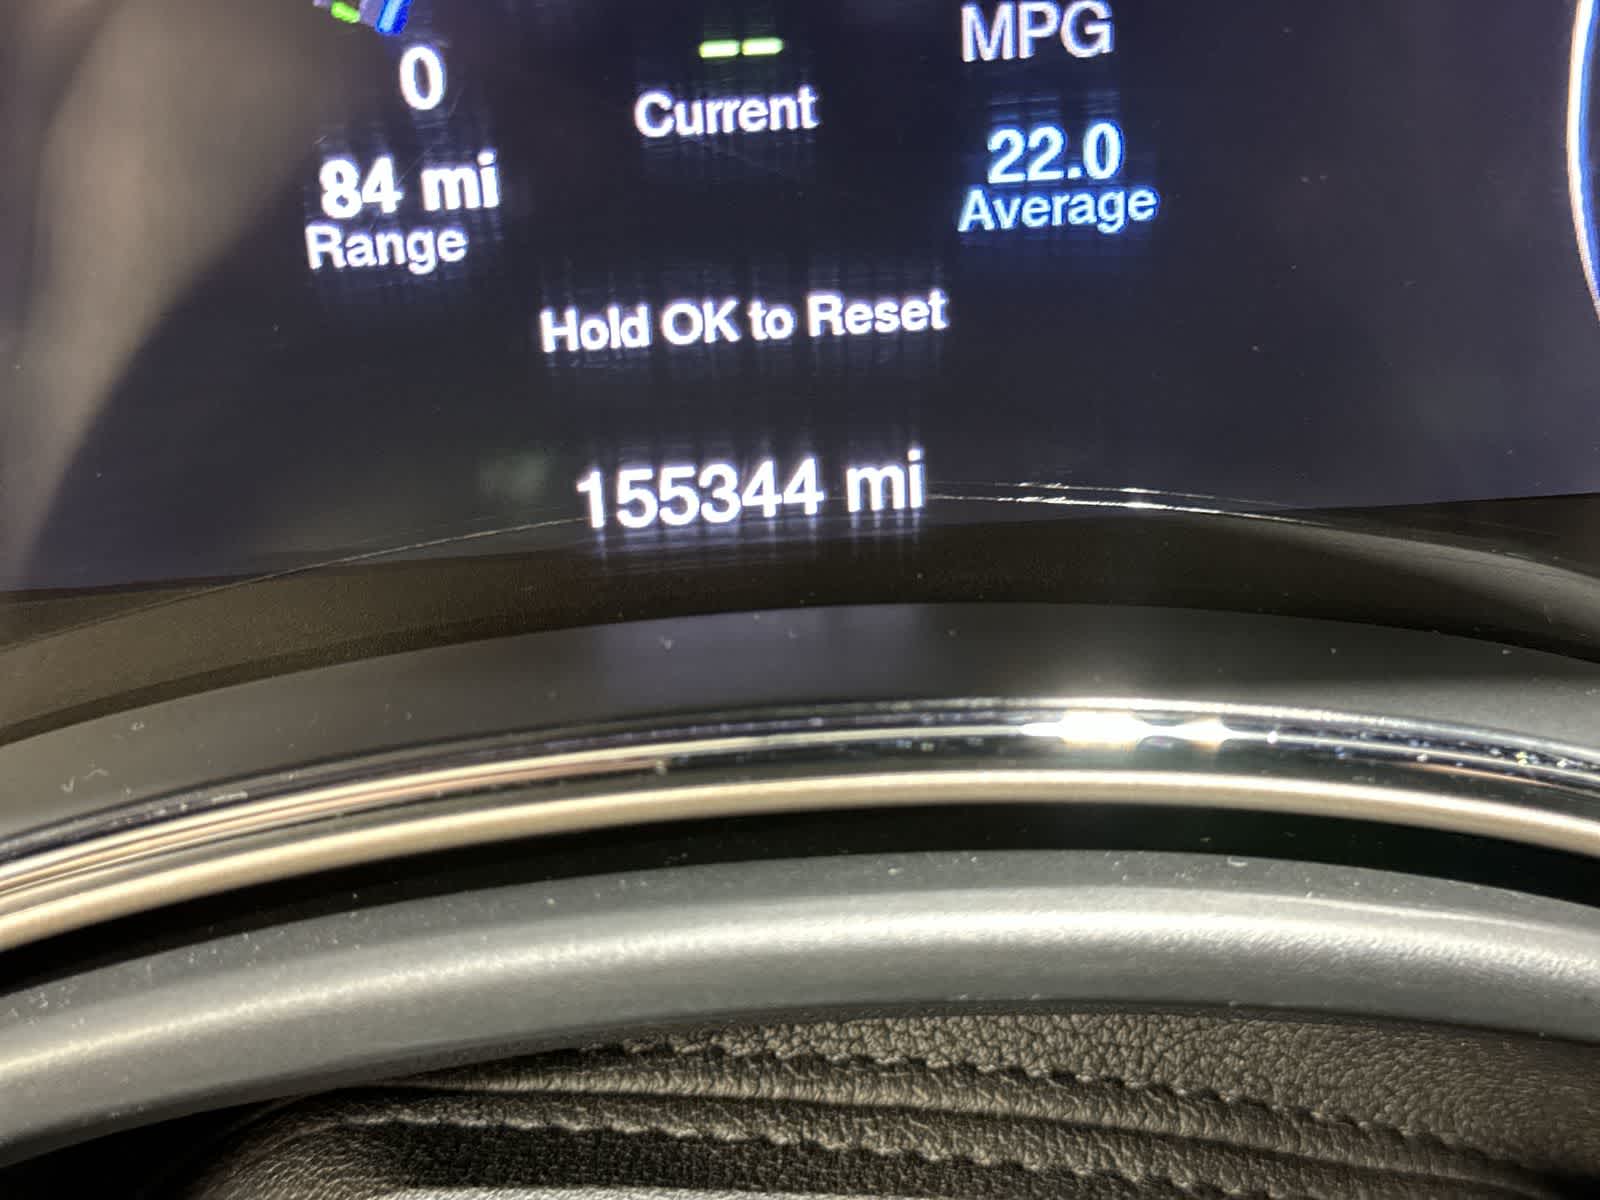 MPG
0
Current
84 mi
Range
22.0
Average
Hold OK to Reset
155344 mi